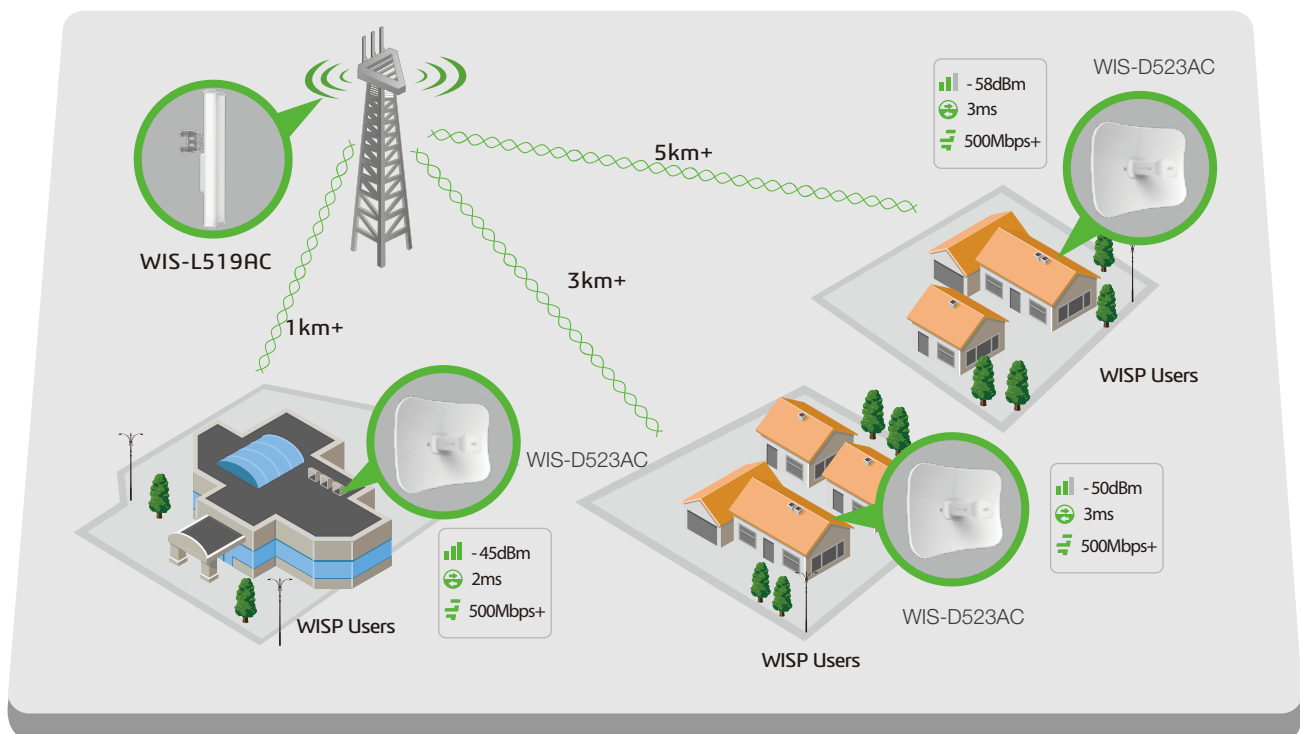 WIS-D523AC
-58dBm
3ms
500Mbps+
5km+
WIS-L519AC
3km+
1km+
WISP Users
WIS-D523AC
-45dBm
2ms
500Mbps+
WISP Users
-50dBm
3ms
500Mbps+
WIS-D523AC
WISP Users